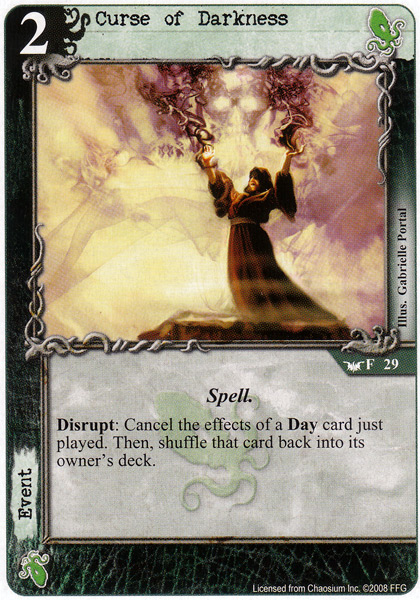 2
Curse of Darkness
Illus. Gabrielle Portal
F 29
Spell.
Disrupt: Cancel the effects of a Day card just
played. Then, shuffle that card back into its
owner's deck.
Event
Licensed from Chaosium Inc. ©2008 FFG